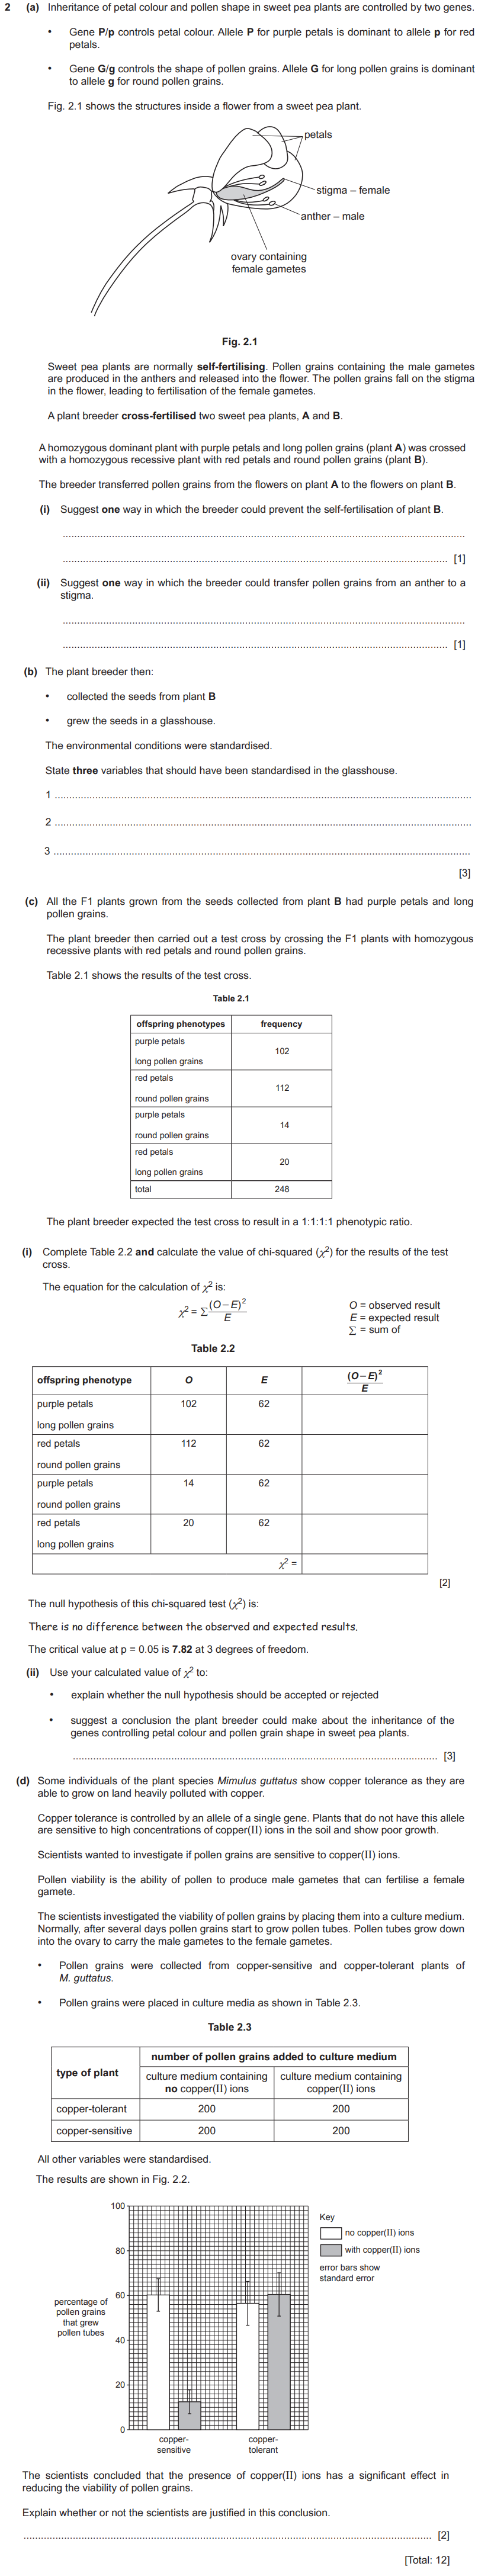 2 (a) Inheritance of petal colour and pollen shape in sweet pea plants are controlled by two genes.
• Gene P/p controls petal colour. Allele P for purple petals is dominant to allele p for red
petals.
• Gene G/g controls the shape of pollen grains. Allele G for long pollen grains is dominant
to allele g for round pollen grains.
Fig. 2.1 shows the structures inside a flower from a sweet pea plant.
petals
stigma – female
anther – male
ovary containing
female gametes
Fig. 2.1
Sweet pea plants are normally self-fertilising. Pollen grains containing the male gametes
are produced in the anthers and released into the flower. The pollen grains fall on the stigma
in the flower, leading to fertilisation of the female gametes.
A plant breeder cross-fertilised two sweet pea plants, A and B.
A homozygous dominant plant with purple petals and long pollen grains (plant A) was crossed
with a homozygous recessive plant with red petals and round pollen grains (plant B).
The breeder transferred pollen grains from the flowers on plant A to the flowers on plant B.
(i) Suggest one way in which the breeder could prevent the self-fertilisation of plant B.
[1]
(ii) Suggest one way in which the breeder could transfer pollen grains from an anther to a
stigma.
[1]
(b) The plant breeder then:
• collected the seeds from plant B
• grew the seeds in a glasshouse.
The environmental conditions were standardised.
State three variables that should have been standardised in the glasshouse.
1
2
3
[3]
(c) All the F1 plants grown from the seeds collected from plant B had purple petals and long
pollen grains.
The plant breeder then carried out a test cross by crossing the F1 plants with homozygous
recessive plants with red petals and round pollen grains.
Table 2.1 shows the results of the test cross.
Table 2.1
offspring phenotypes frequency
purple petals
long pollen grains 102
red petals
round pollen grains 112
purple petals
round pollen grains 14
red petals
long pollen grains 20
total 248
The plant breeder expected the test cross to result in a 1:1:1:1 phenotypic ratio.
(i) Complete Table 2.2 and calculate the value of chi-squared (χ²) for the results of the test
cross.
The equation for the calculation of χ² is:
χ² = Σ (O – E)² / E
O = observed result
E = expected result
Σ = sum of
Table 2.2
offspring phenotype O E (O – E)² / E
purple petals 102 62
long pollen grains
red petals 112 62
round pollen grains
purple petals 14 62
round pollen grains
red petals 20 62
long pollen grains
χ² =
[2]
The null hypothesis of this chi-squared test (χ²) is:
There is no difference between the observed and expected results.
The critical value at p = 0.05 is 7.82 at 3 degrees of freedom.
(ii) Use your calculated value of χ² to:
• explain whether the null hypothesis should be accepted or rejected
• suggest a conclusion the plant breeder could make about the inheritance of the
genes controlling petal colour and pollen grain shape in sweet pea plants.
[3]
(d) Some individuals of the plant species Mimulus guttatus show copper tolerance as they are
able to grow on land heavily polluted with copper.
Copper tolerance is controlled by an allele of a single gene. Plants that do not have this allele
are sensitive to high concentrations of copper(II) ions in the soil and show poor growth.
Scientists wanted to investigate if pollen grains are sensitive to copper(II) ions.
Pollen viability is the ability of pollen to produce male gametes that can fertilise a female
gamete.
The scientists investigated the viability of pollen grains by placing them into a culture medium.
Normally, after several days pollen grains start to grow pollen tubes. Pollen tubes grow down
into the ovary to carry the male gametes to the female gametes.
• Pollen grains were collected from copper-sensitive and copper-tolerant plants of
M. guttatus.
• Pollen grains were placed in culture media as shown in Table 2.3.
Table 2.3
type of plant
number of pollen grains added to culture medium
culture medium containing
no copper(II) ions
culture medium containing
copper(II) ions
copper-tolerant 200 200
copper-sensitive 200 200
All other variables were standardised.
The results are shown in Fig. 2.2.
percentage of
pollen grains
that grew
pollen tubes
100
80
60
40
20
0
copper-
sensitive
copper-
tolerant
Key
no copper(II) ions
with copper(II) ions
error bars show
standard error
The scientists concluded that the presence of copper(II) ions has a significant effect in
reducing the viability of pollen grains.
Explain whether or not the scientists are justified in this conclusion.
[2]
[Total: 12]